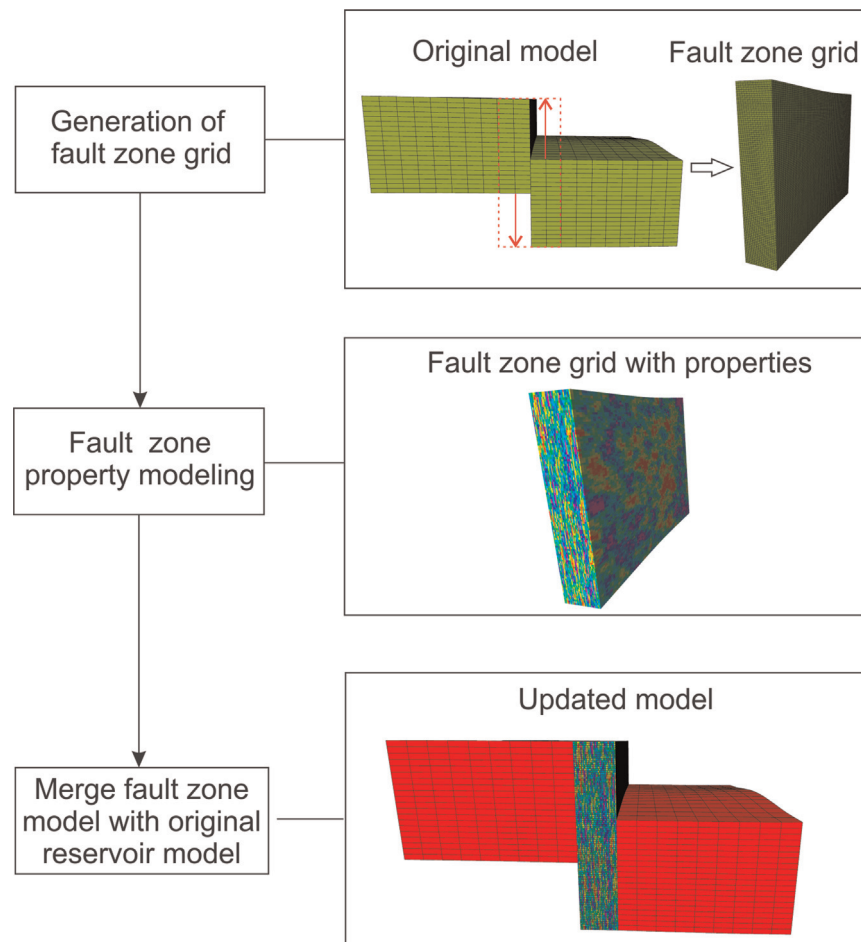 Generation of
fault zone grid
Original model
Fault zone grid
Fault zone
property modeling
Fault zone grid with properties
Merge fault zone
model with original
reservoir model
Updated model